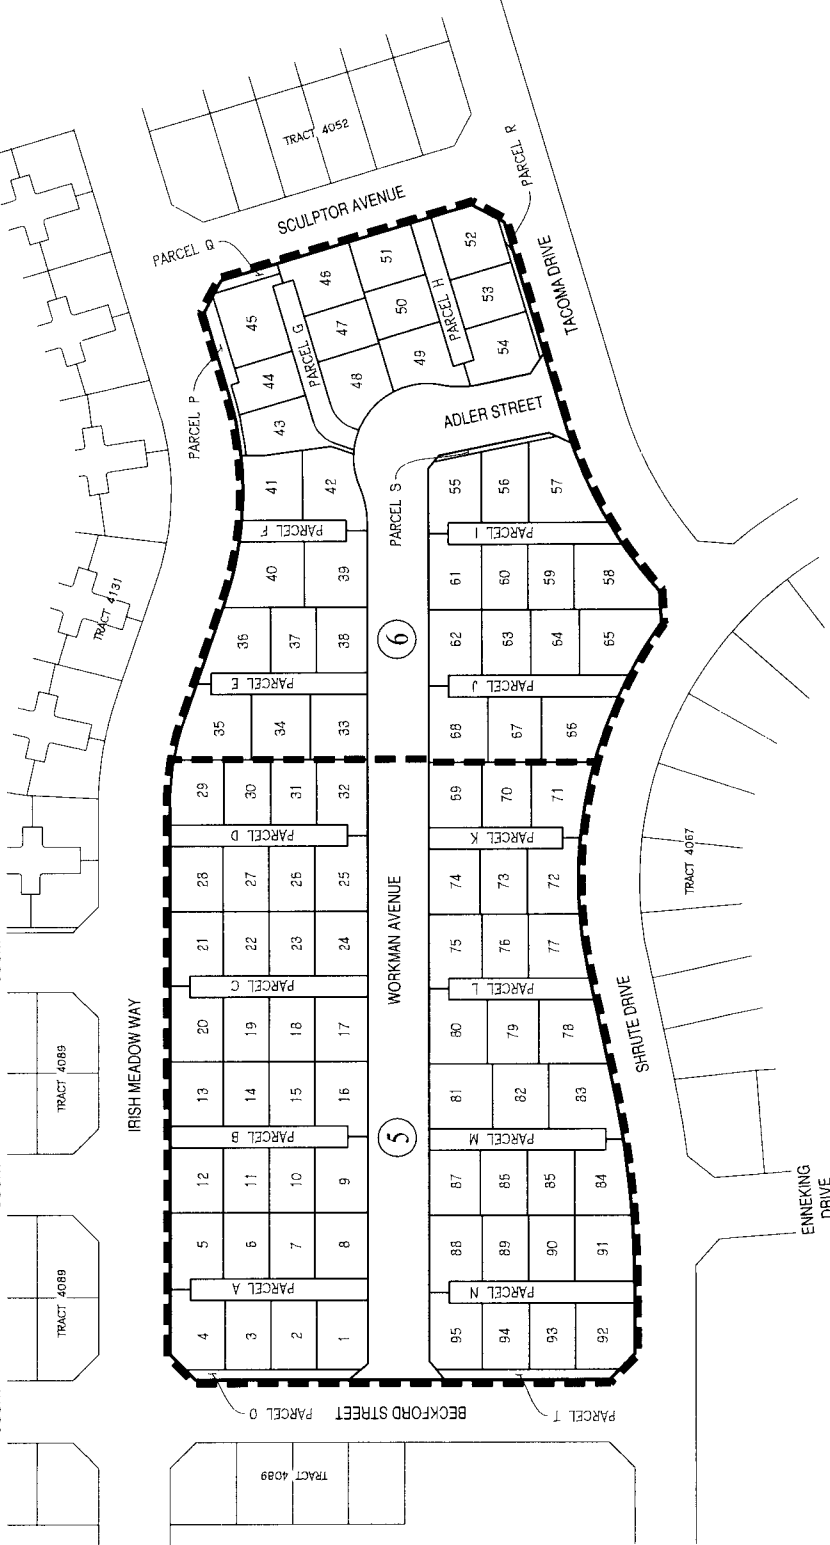 TRACT 4052
PARCEL R
SCULPTOR AVENUE
PARCEL Q
TACOMA DRIVE
51
52
46
45
50
53
PARCEL H
47
PARCEL G
49
54
44
48
PARCEL P
43
ADLER STREET
41
42
PARCEL S
55
56
57
PARCEL F
PARCEL I
40
39
61
60
59
58
TRACT 4131
36
37
38
6
62
63
64
65
PARCEL E
PARCEL J
35
34
33
68
67
66
29
30
31
32
69
70
71
PARCEL D
PARCEL K
28
27
26
25
74
73
72
TRACT 4067
WORKMAN AVENUE
21
22
23
24
75
76
77
PARCEL C
PARCEL L
IRISH MEADOW WAY
SHRUTE DRIVE
20
19
18
17
80
79
78
TRACT 4089
13
14
15
16
81
82
83
PARCEL B
5
PARCEL M
12
11
10
9
87
86
85
84
ENNEKING
DRIVE
5
6
7
8
88
89
90
91
PARCEL A
PARCEL N
TRACT 4089
4
3
2
1
95
94
93
92
PARCEL O
BECKFORD STREET
PARCEL T
TRACT 4089